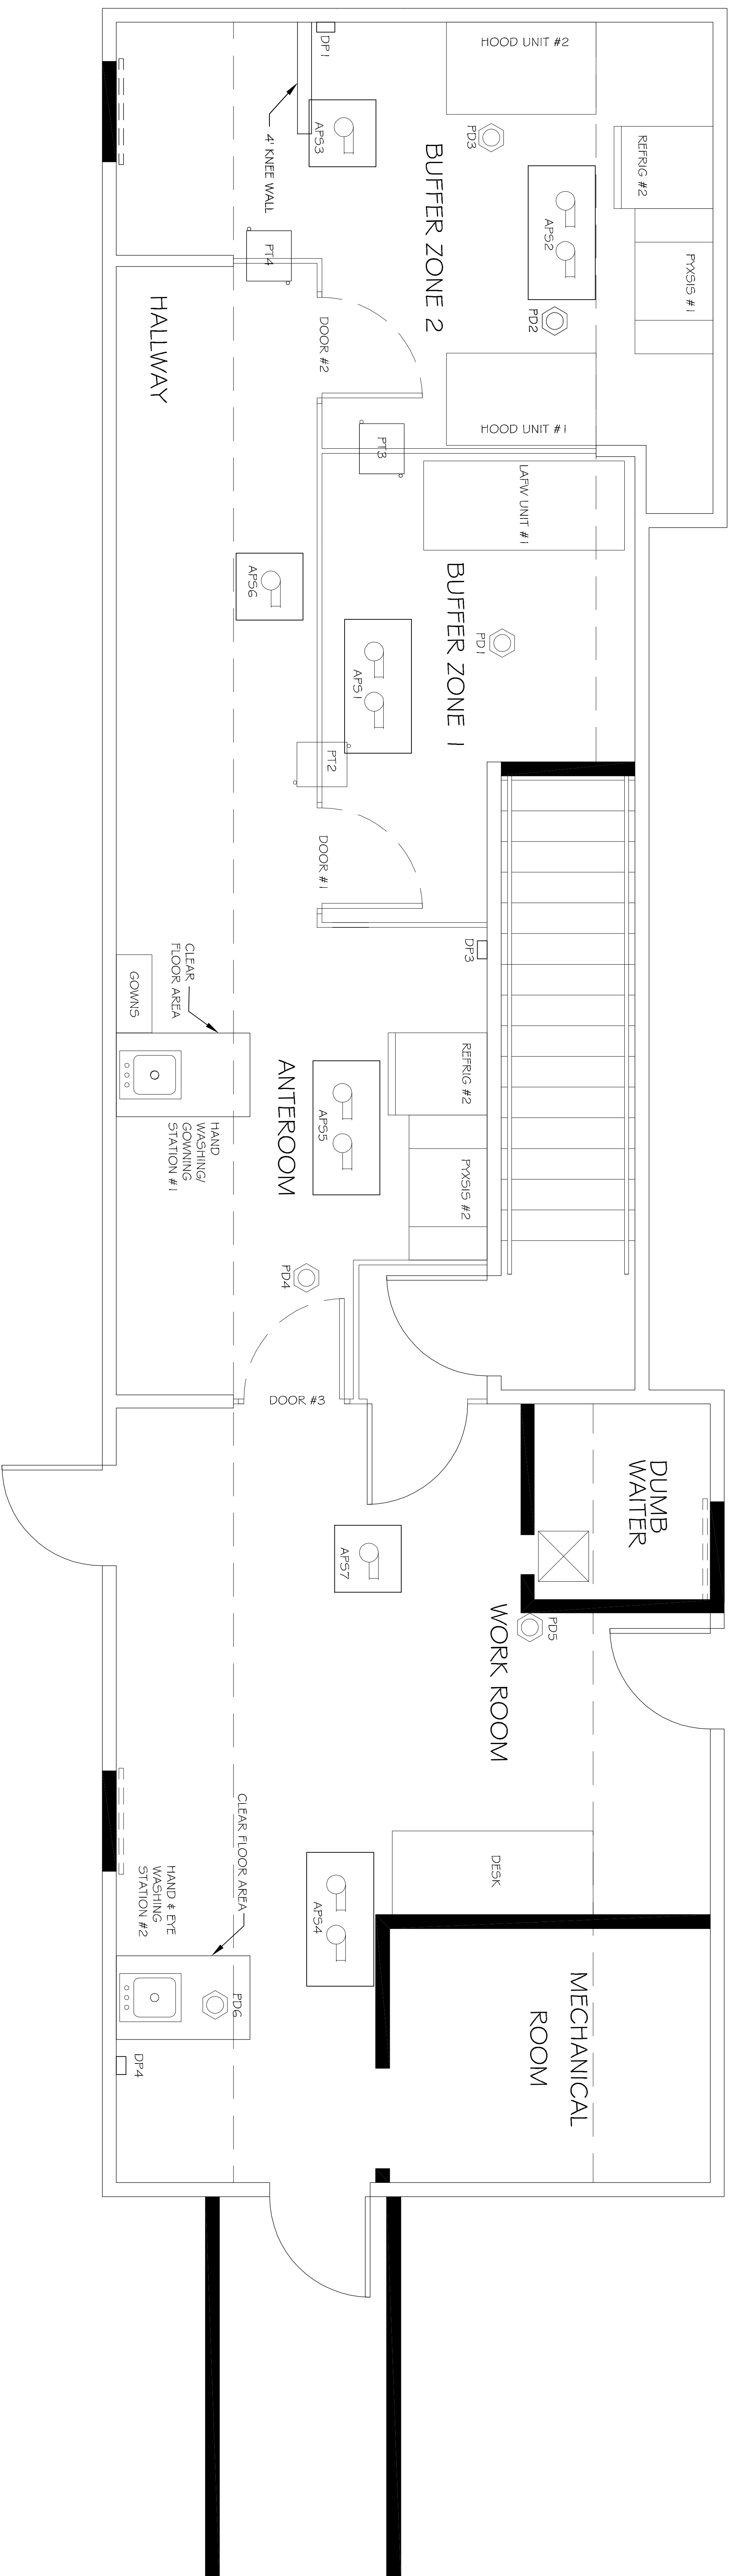 HOOD UNIT #2
DP1
REFRIG #2
APS3
PD3
4' KNEE WALL
BUFFER ZONE 2
APS2
PYXSIS #1
PT4
PD2
HALLWAY
DOOR #2
HOOD UNIT #1
PT3
LAFW UNIT #1
APS6
BUFFER ZONE 1
PD1
APS1
PT2
DOOR #1
DP3
CLEAR
FLOOR AREA
GOWNS
REFRIG #2
ANTEROOM
APS5
HAND
WASHING/
GOWNING
STATION #1
PYXSIS #2
PD4
DOOR #3
DUMB
WAITER
APS7
WORK ROOM
PD5
CLEAR FLOOR AREA
DESK
HAND & EYE
WASHING
STATION #2
APS4
MECHANICAL
ROOM
PD6
DP4